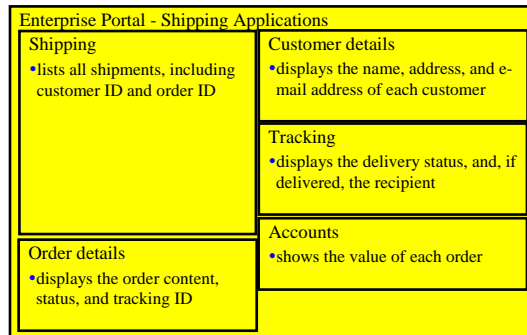 Enterprise Portal - Shipping Applications
Shipping
•lists all shipments, including
customer ID and order ID
Customer details
•displays the name, address, and e-
mail address of each customer
Tracking
•displays the delivery status, and, if
delivered, the recipient
Order details
•displays the order content,
status, and tracking ID
Accounts
•shows the value of each order